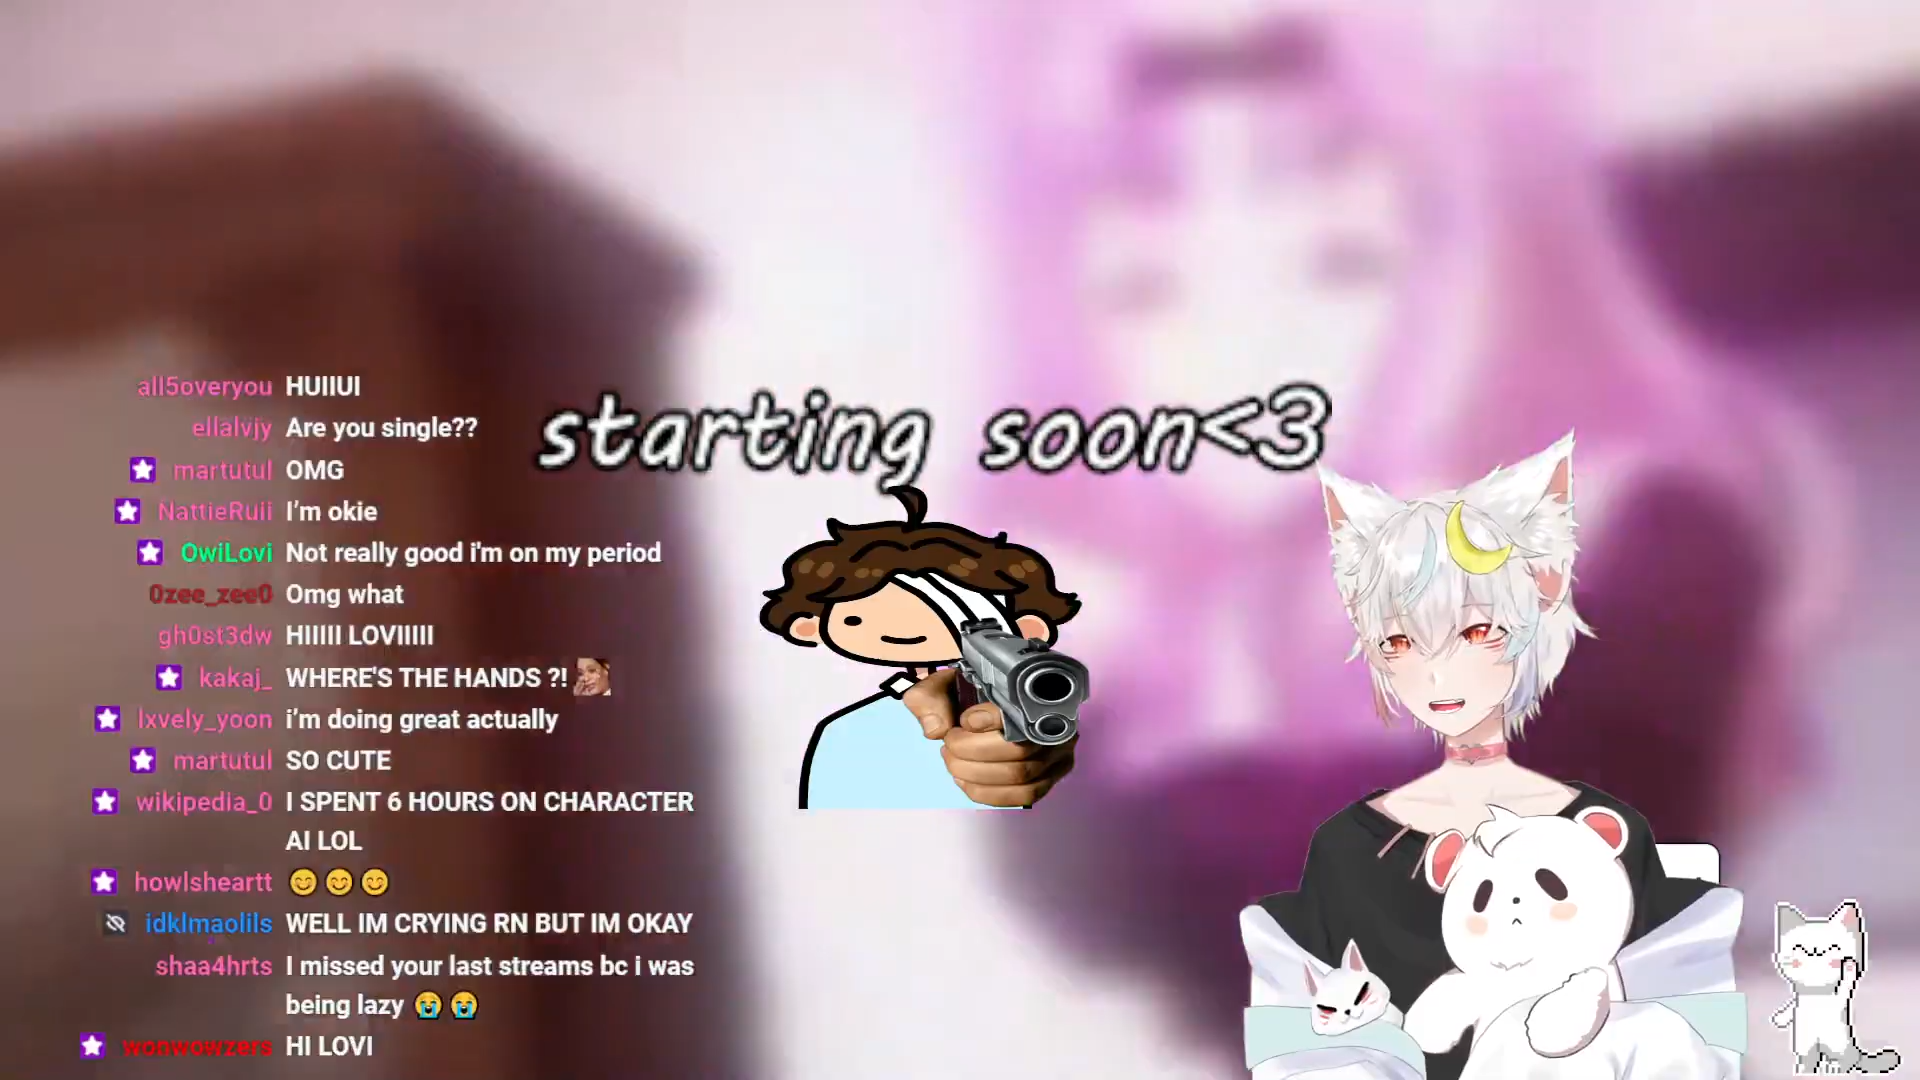 all5overyou HUIIUI
ellalvjy Are you single??
martutul OMG
NattieRuii I'm okie
OwiLovi Not really good i'm on my period
0zee_zee0 Omg what
gh0st3dw HIIIII LOVIIIII
kakaj_ WHERE'S THE HANDS ?!
lxvely_yoon i'm doing great actually
martutul SO CUTE
wikipedia_0 I SPENT 6 HOURS ON CHARACTER
AI LOL
howlsheartt 😊😊😊
idklmaolils WELL IM CRYING RN BUT IM OKAY
shaa4hrts I missed your last streams bc i was
being lazy 😭😭
wonwowzers HI LOVI
starting soon<3